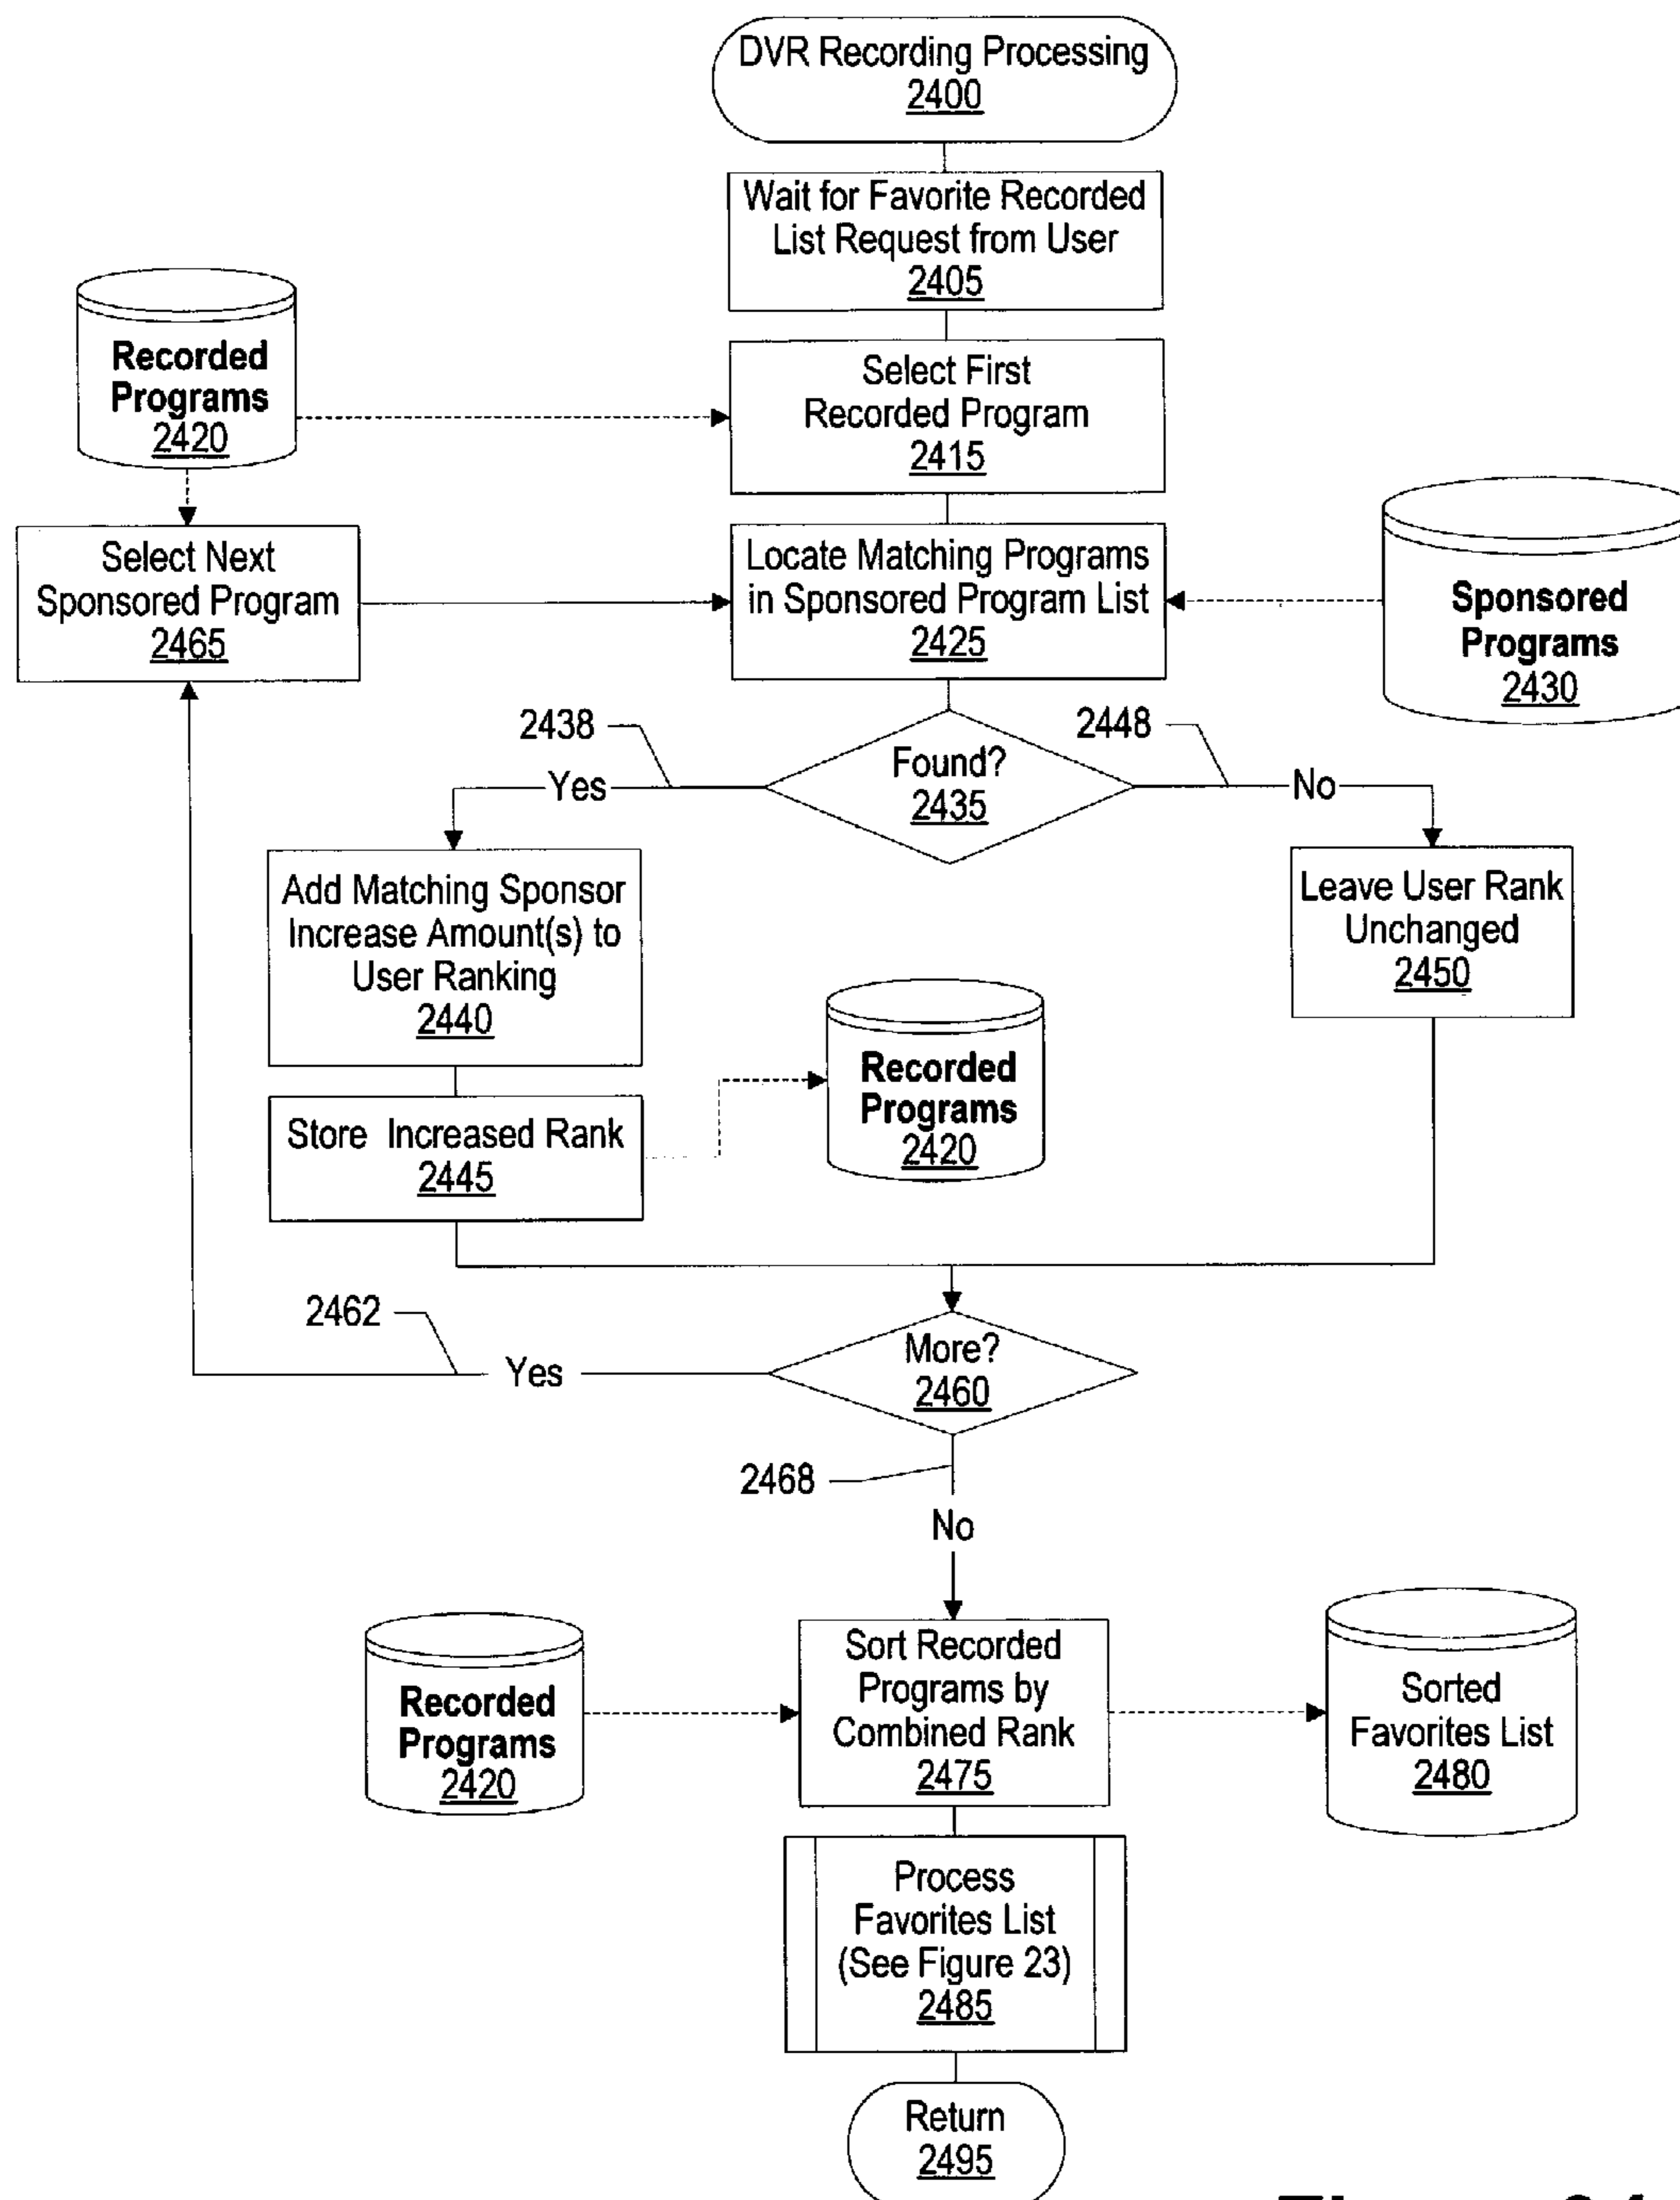 DVR Recording Processing
2400
Wait for Favorite Recorded
List Request from User
2405
Recorded
Programs
2420
Select First
Recorded Program
2415
Select Next
Sponsored Program
2465
Locate Matching Programs
in Sponsored Program List
2425
Sponsored
Programs
2430
2438
2448
Yes
Found?
2435
No
Add Matching Sponsor
Increase Amount(s) to
User Ranking
2440
Leave User Rank
Unchanged
2450
Recorded
Programs
2420
Store Increased Rank
2445
2462
Yes
More?
2460
2468
No
Recorded
Programs
2420
Sort Recorded
Programs by
Combined Rank
2475
Sorted
Favorites List
2480
Process
Favorites List
(See Figure 23)
2485
Return
2495